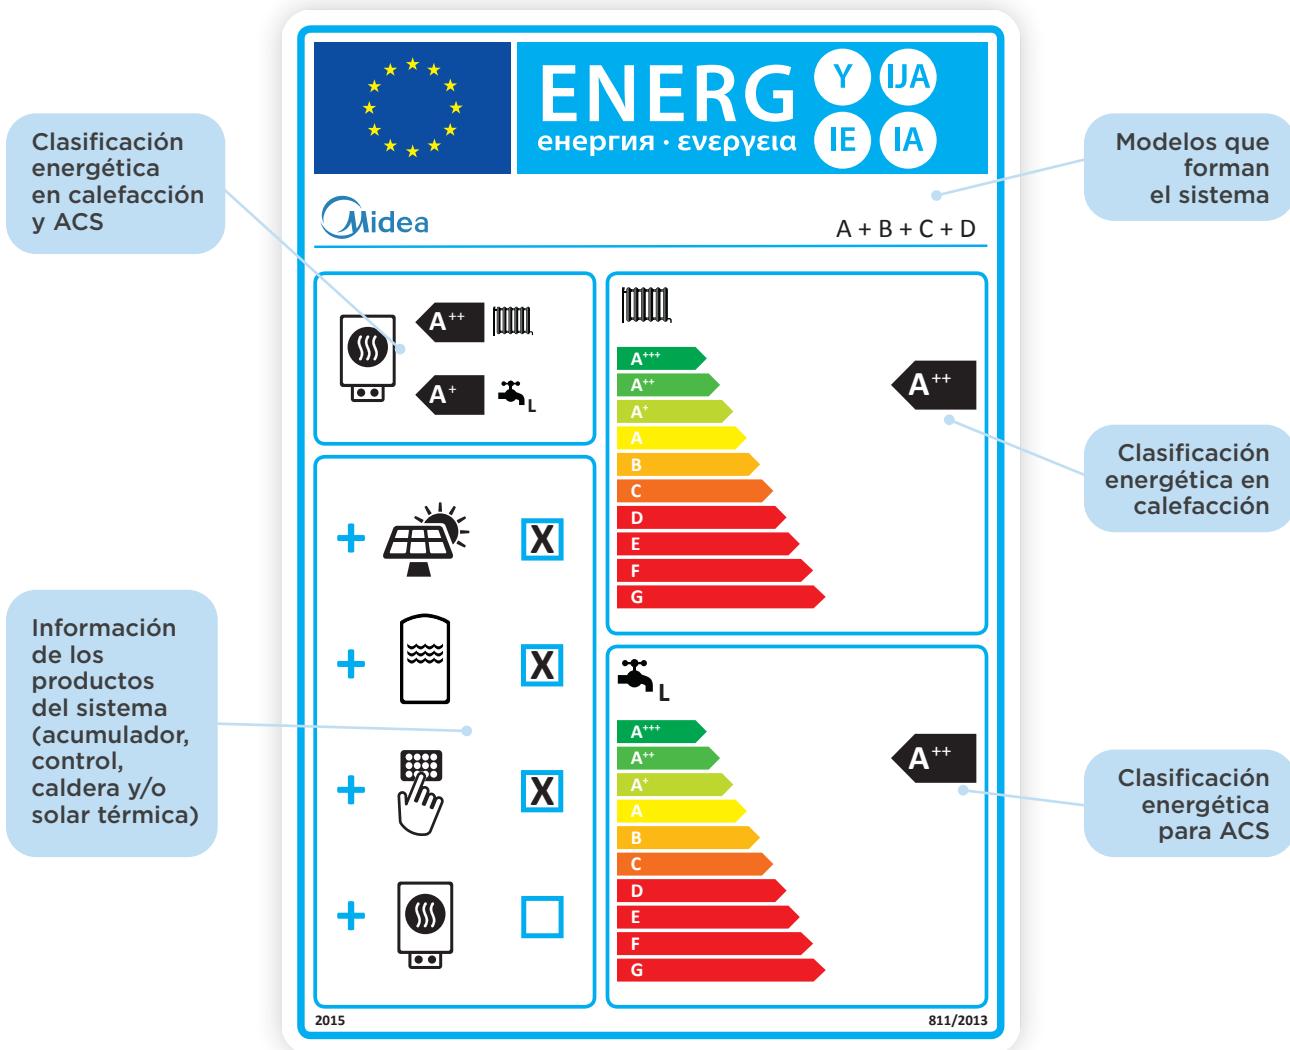 ENERG
енергия · ενεργεια
Y
IJA
IE
IA
Clasificación
energética
en calefacción
y ACS
Modelos que
forman
el sistema
Midea
A + B + C + D
A++
A+
L
A+++
A++
A+
A
B
C
D
E
F
G
A++
Clasificación
energética en
calefacción
X
X
X
Información
de los
productos
del sistema
(acumulador,
control,
caldera y/o
solar térmica)
L
A+++
A++
A+
A
B
C
D
E
F
G
A++
Clasificación
energética
para ACS
2015
811/2013